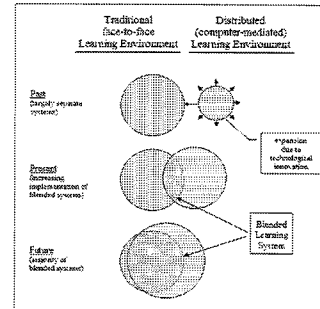 Traditional
face-to-face
Learning Environment
Distributed
(computer-mediated)
Learning Environment
Past
(largely separate
systems)
expansion
due to
technological
innovation
Present
(increasing
implementation of
blended systems)
Blended
Learning
System
Future
(majority of
blended systems)